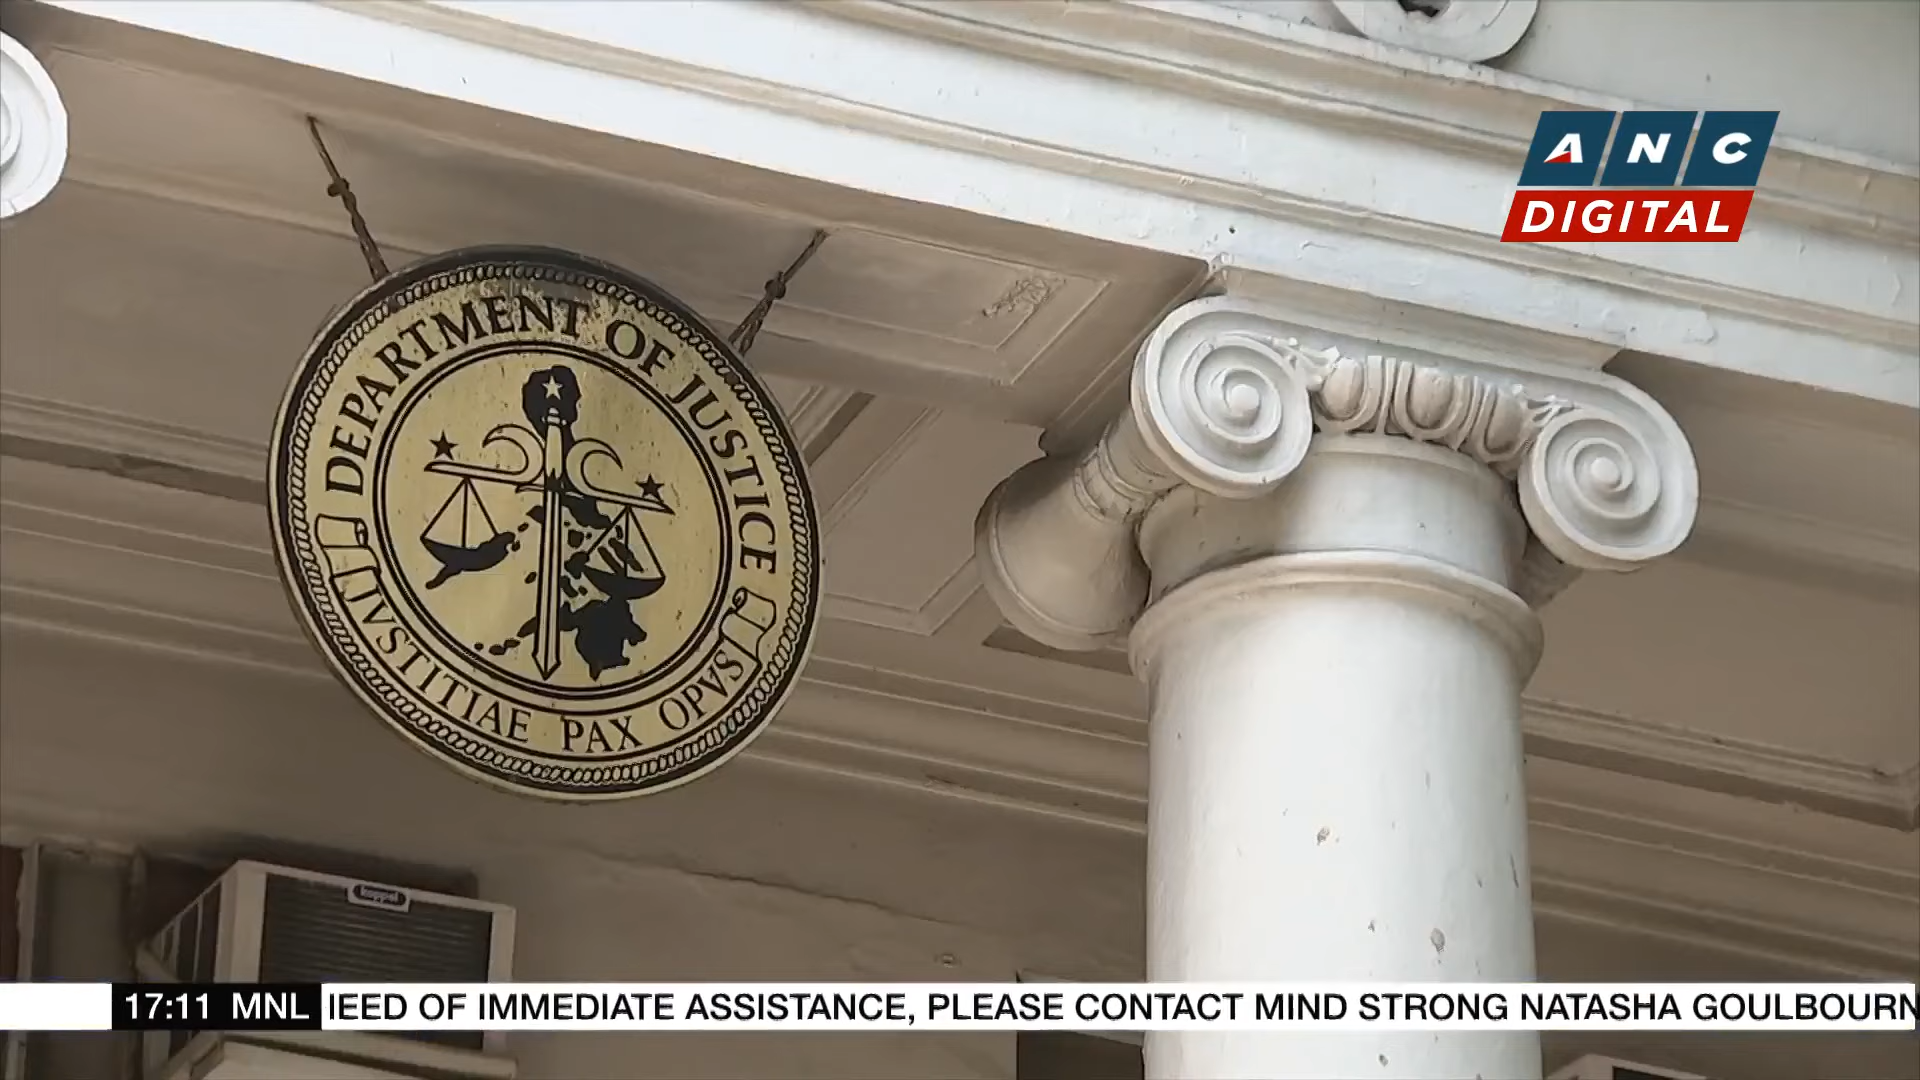 A N C
DIGITAL
DEPARTMENT OF JUSTICE
IVSTITIAE PAX OPVS
koppel
17:11 MNL IEED OF IMMEDIATE ASSISTANCE, PLEASE CONTACT MIND STRONG NATASHA GOULBOURN